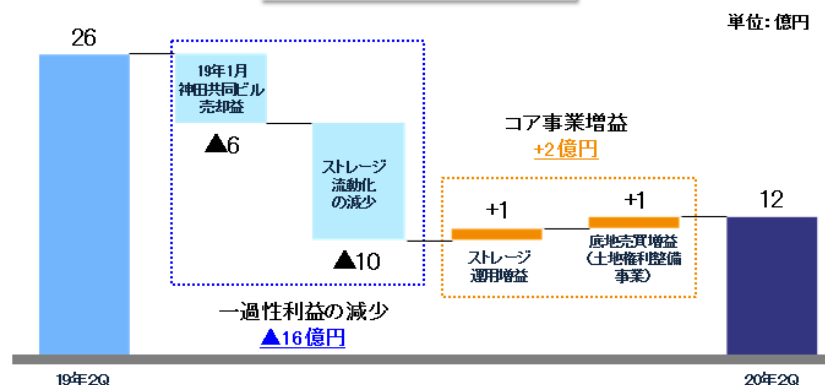 単位：億円
26
19年1月
神田共同ビル
売却益
▲6
ストレージ
流動化
の減少
▲10
一過性利益の減少
▲16億円
コア事業増益
+2億円
+1
ストレージ
運用増益
+1
底地売買増益
（土地権利整備
事業）
12
19年2Q
20年2Q